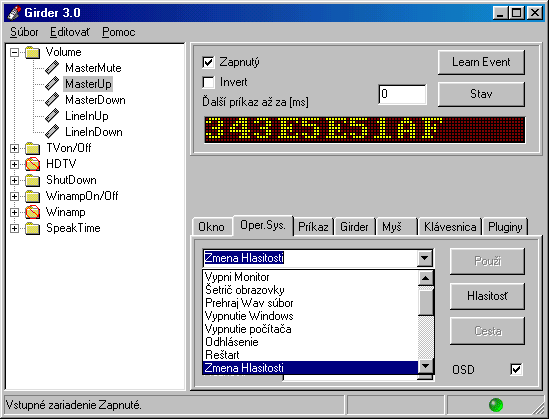 Girder 3.0
Súbor Editovať Pomoc
Volume
MasterMute
MasterUp
MasterDown
LineInUp
LineInDown
TVon/Off
HDTV
ShutDown
WinampOn/Off
Winamp
SpeakTime
Zapnutý
Learn Event
Invert
Ďalší príkaz až za [ms]
0
Stav
343E5E51AF
Okno Oper.Sys. Príkaz Girder Myš Klávesnica Pluginy
Zmena Hlasitosti
Použi
Vypni Monitor
Šetrič obrazovky
Prehraj Wav súbor
Vypnutie Windows
Vypnutie počítača
Odhlásenie
Reštart
Zmena Hlasitosti
Hlasitosť
Cesta
OSD
Vstupné zariadenie Zapnuté.